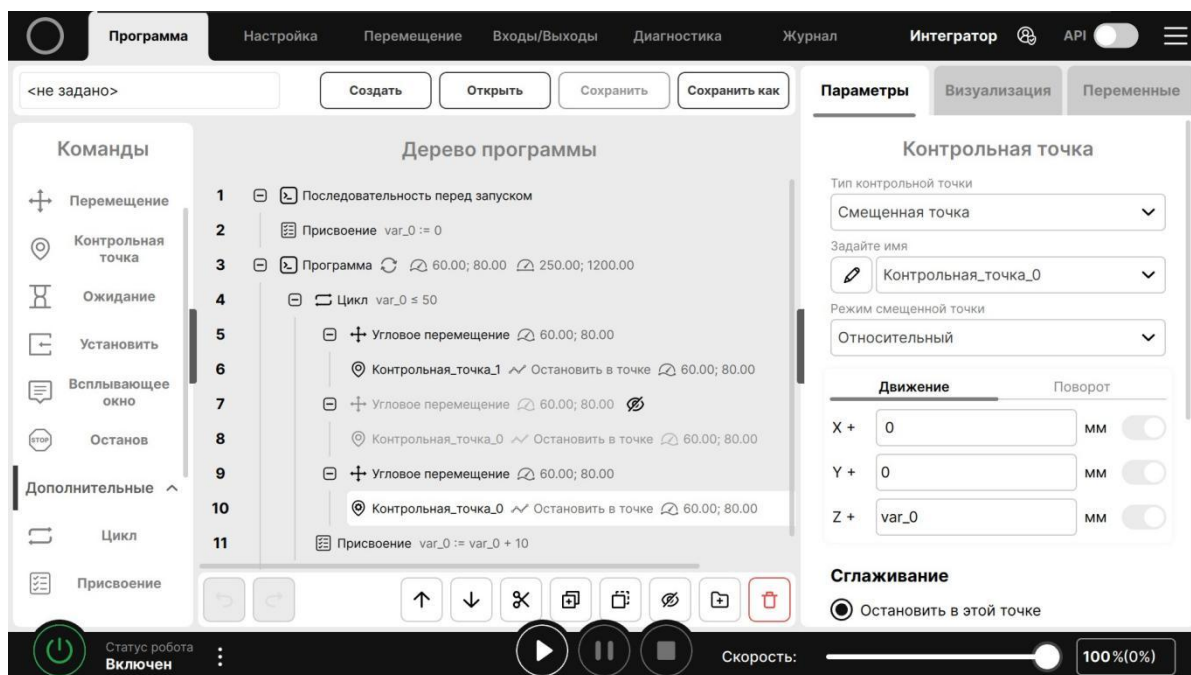 Программа Настройка Перемещение Входы/Выходы Диагностика Журнал Интегратор API
<не задано> Создать Открыть Сохранить Сохранить как Параметры Визуализация Переменные
Команды
Перемещение
Контрольная
точка
Ожидание
Установить
Всплывающее
окно
STOP Останов
Дополнительные
Цикл
Присвоение
Дерево программы
1 Последовательность перед запуском
2 Присвоение var_0 := 0
3 Программа 60.00; 80.00 250.00; 1200.00
4 Цикл var_0 ≤ 50
5 Угловое перемещение 60.00; 80.00
6 Контрольная_точка_1 Остановить в точке 60.00; 80.00
7 Угловое перемещение 60.00; 80.00
8 Контрольная_точка_0 Остановить в точке 60.00; 80.00
9 Угловое перемещение 60.00; 80.00
10 Контрольная_точка_0 Остановить в точке 60.00; 80.00
11 Присвоение var_0 := var_0 + 10
Контрольная точка
Тип контрольной точки
Смещенная точка
Задайте имя
Контрольная_точка_0
Режим смещенной точки
Относительный
Движение Поворот
X + 0 мм
Y + 0 мм
Z + var_0 мм
Сглаживание
Остановить в этой точке
Статус робота
Включен
Скорость: 100%(0%)